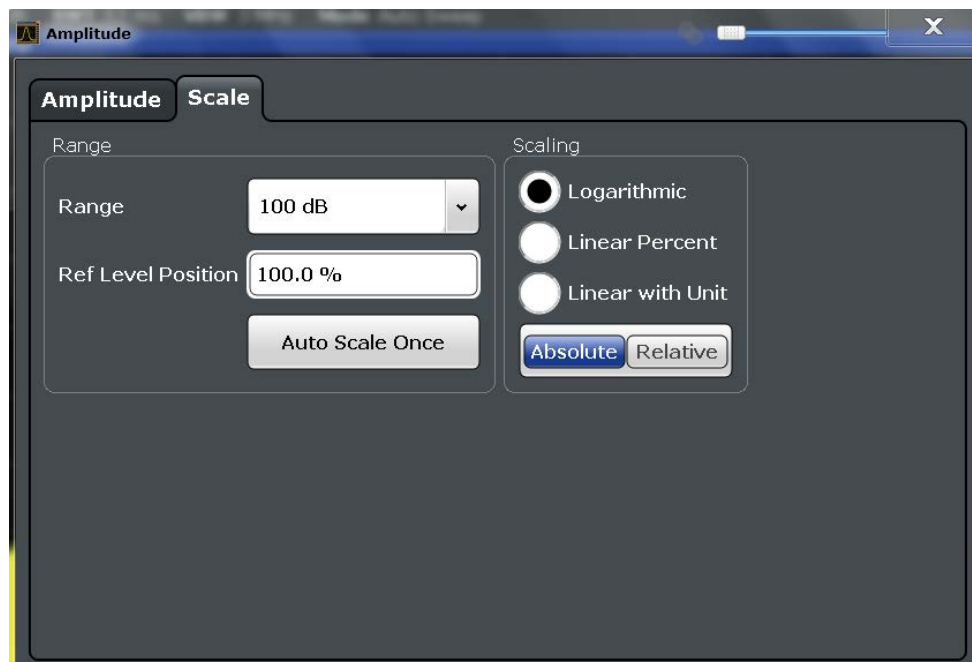 Amplitude
X
Amplitude Scale
Range
Range 100 dB
Ref Level Position 100.0 %
Auto Scale Once
Scaling
Logarithmic
Linear Percent
Linear with Unit
Absolute Relative